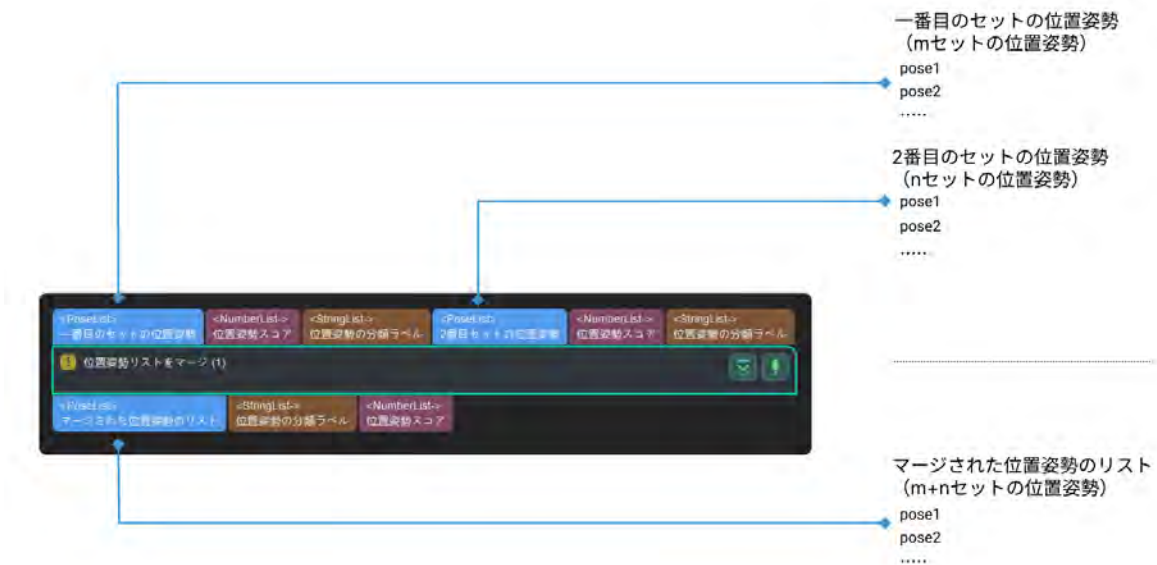 一番目のセットの位置姿勢
（mセットの位置姿勢）
pose1
pose2
.....
2番目のセットの位置姿勢
（nセットの位置姿勢）
pose1
pose2
.....
<PoseList> <NumberList-> <StringList-> <PoseList> <NumberList-> <StringList->
一番目のセットの位置姿勢 位置姿勢スコア 位置姿勢の分類ラベル 2番目セットの位置姿勢 位置姿勢スコア 位置姿勢の分類ラベル
位置姿勢リストをマージ (1)
<PoseList> <StringList-> <NumberList->
マージされた位置姿勢のリスト 位置姿勢の分類ラベル 位置姿勢スコア
マージされた位置姿勢のリスト
（m+nセットの位置姿勢）
pose1
pose2
.....